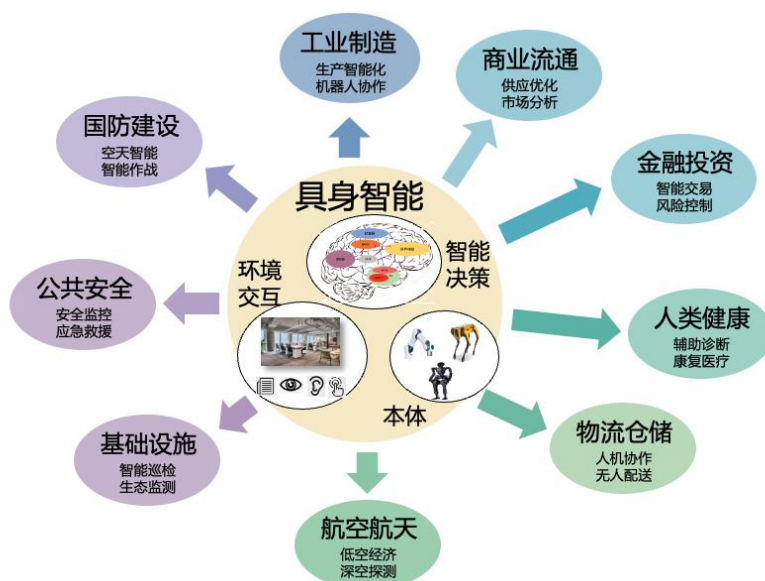 工业制造
生产智能化
机器人协作
商业流通
供应优化
市场分析
国防建设
空天智能
智能作战
金融投资
智能交易
风险控制
具身智能
智能
决策
环境
交互
公共安全
安全监控
应急救援
人类健康
辅助诊断
康复医疗
本体
基础设施
智能巡检
生态监测
物流仓储
人机协作
无人配送
航空航天
低空经济
深空探测